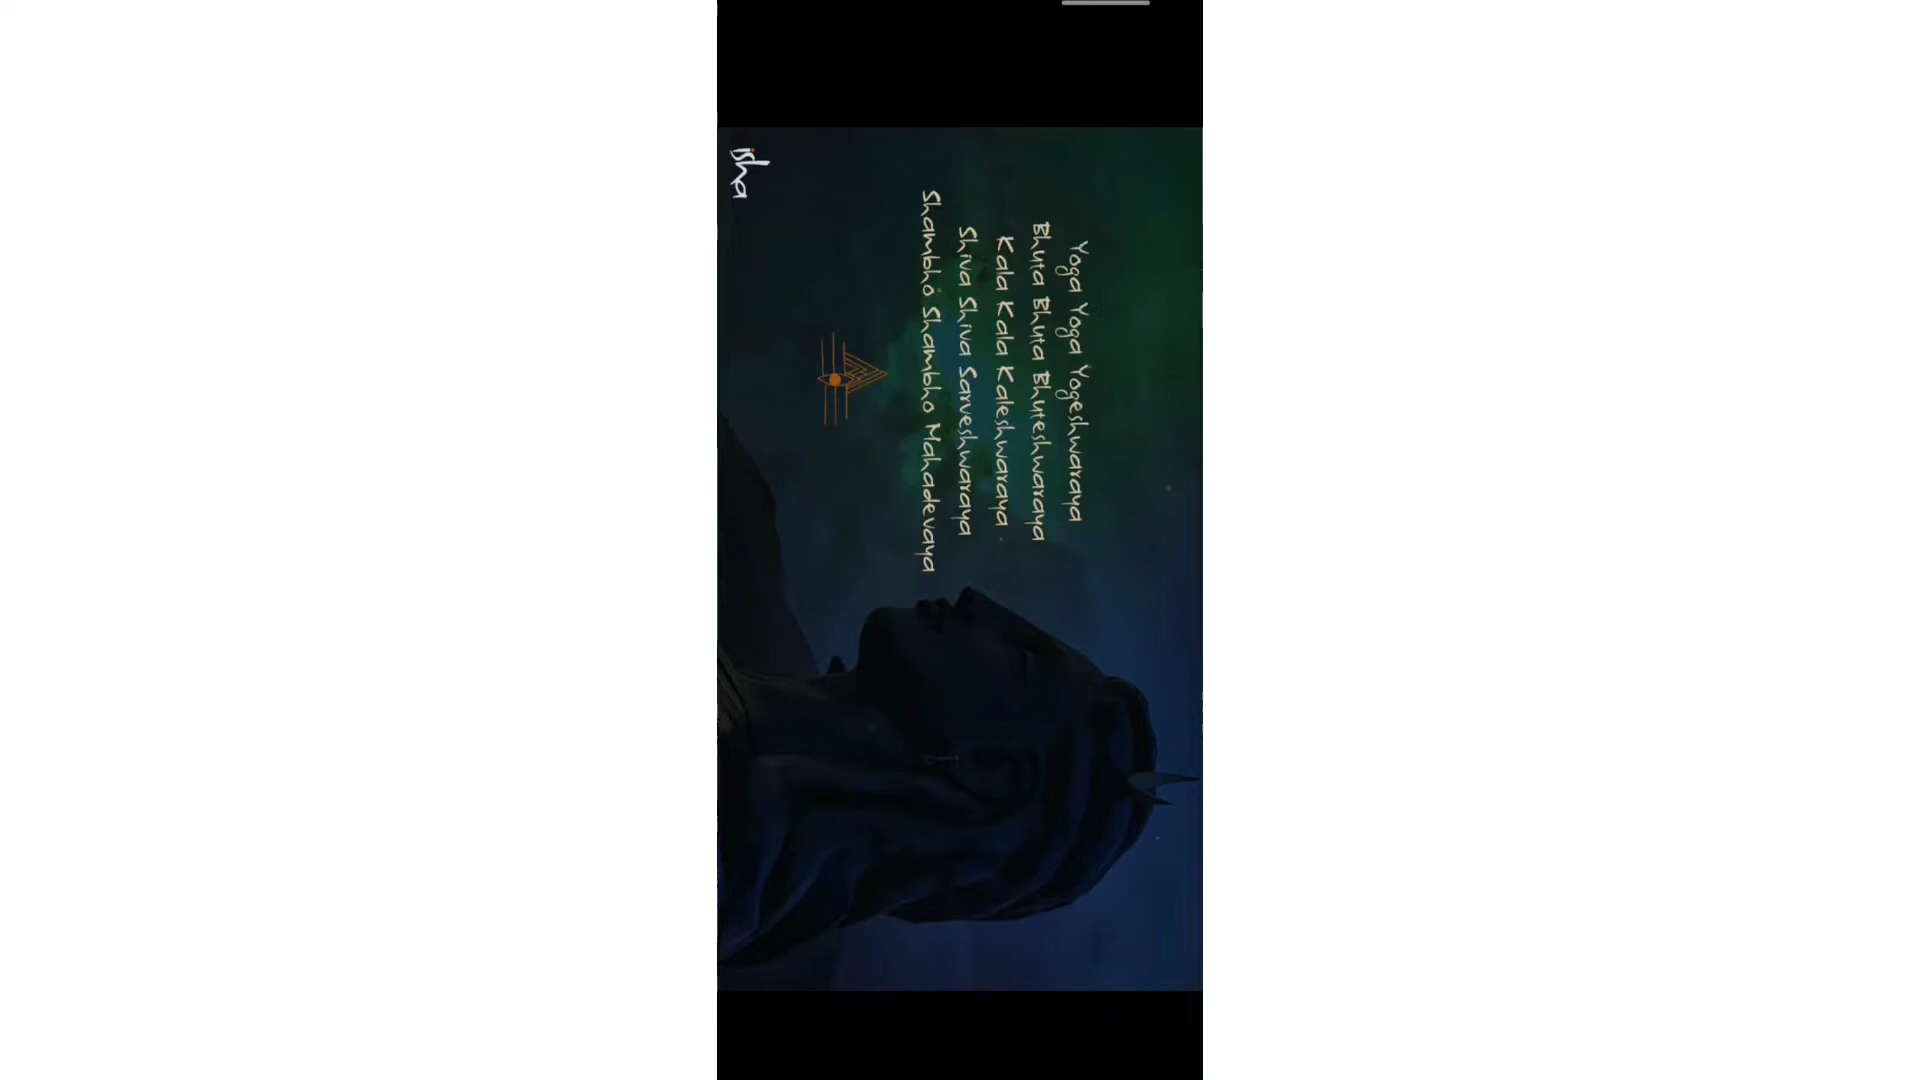 Yoga Yoga Yogeshwaraya
Bhuta Bhuta Bhuteshwaraya
Kala Kala Kaleshwaraya
Shiva Shiva Sarveshwaraya
Shambho Shambho Mahadevaya
isha